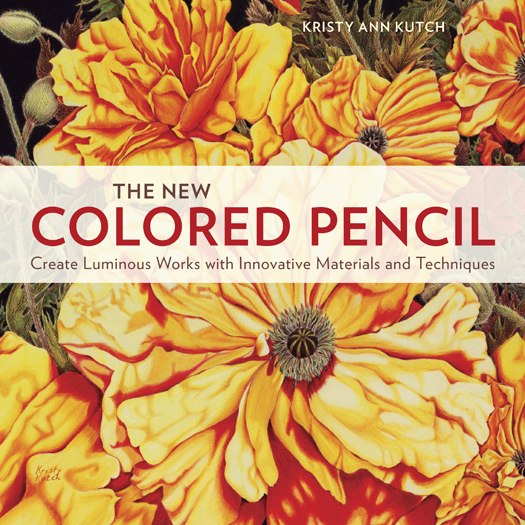 KRISTY ANN KUTCH
THE NEW
COLORED PENCIL
Create Luminous Works with Innovative Materials and Techniques
Kristy
Kutch